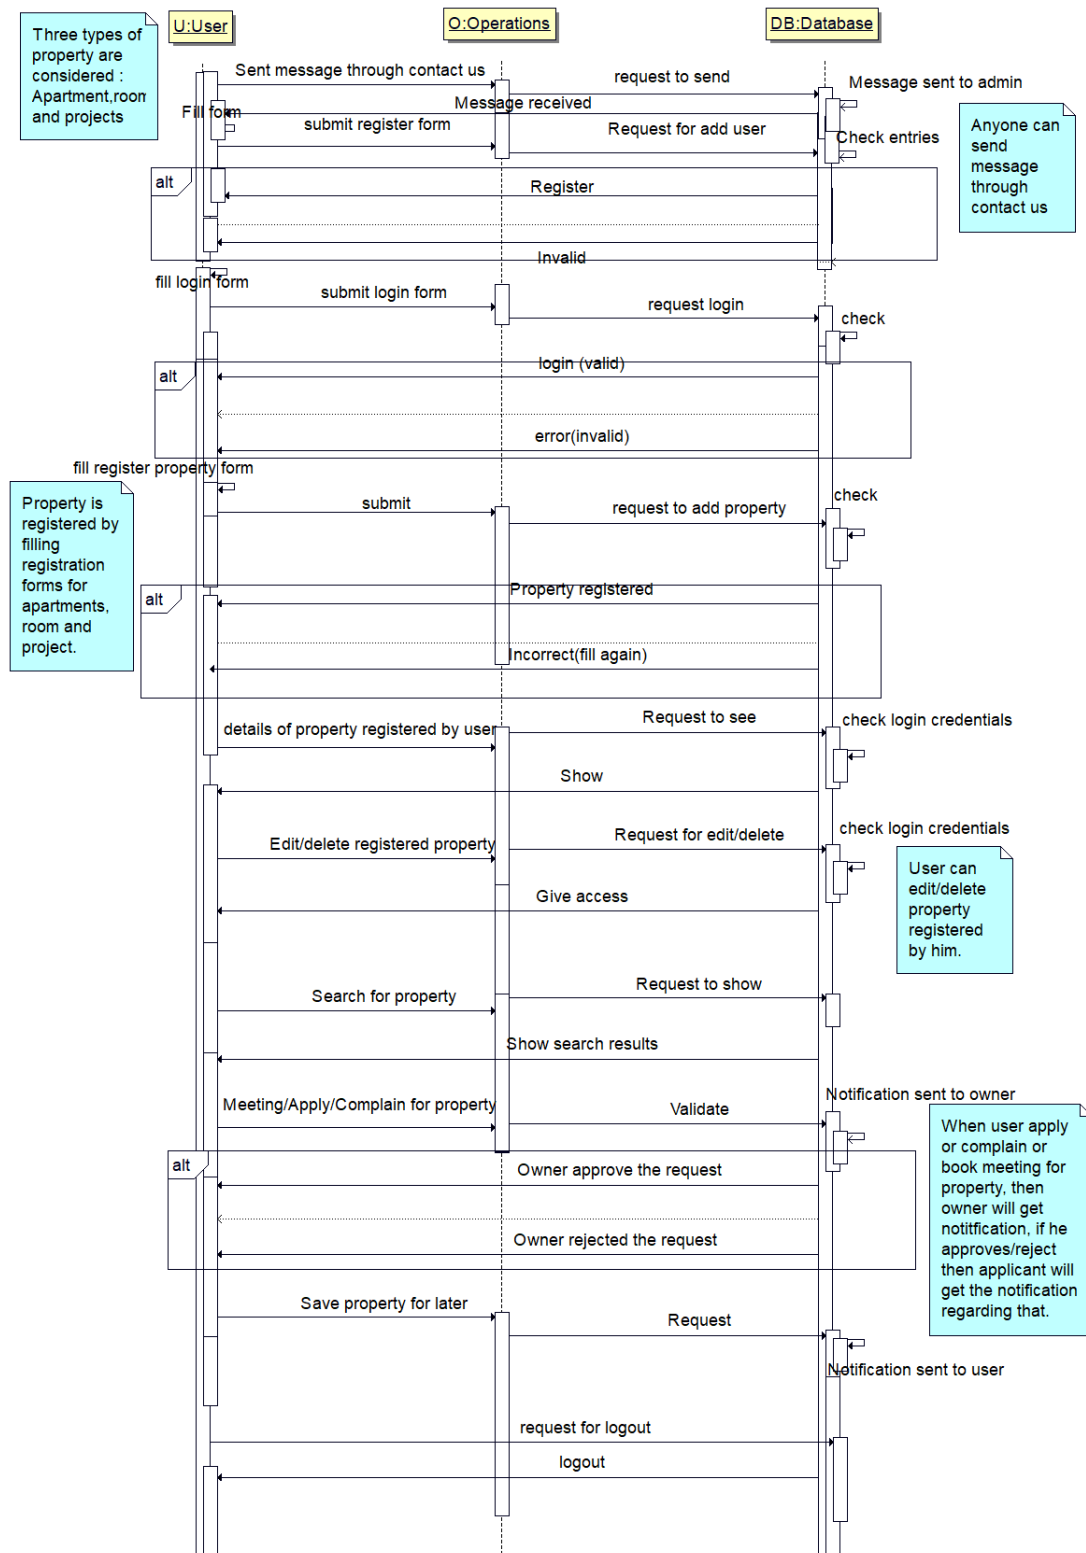 Three types of
property are
considered :
Apartment,room
and projects
U:User
O:Operations
DB:Database
Sent message through contact us
request to send
Message sent to admin
Message received
Fill form
submit register form
Request for add user
Check entries
Anyone can
send
message
through
contact us
alt
Register
Invalid
fill login form
submit login form
request login
check
alt
login (valid)
error(invalid)
fill register property form
Property is
registered by
filling
registration
forms for
apartments,
room and
project.
submit
request to add property
check
alt
Property registered
Incorrect(fill again)
details of property registered by user
Request to see
check login credentials
Show
Edit/delete registered property
Request for edit/delete
check login credentials
User can
edit/delete
property
registered
by him.
Give access
Search for property
Request to show
Show search results
Meeting/Apply/Complain for property
Validate
Notification sent to owner
When user apply
or complain or
book meeting for
property, then
owner will get
notitfication, if he
approves/reject
then applicant will
get the notification
regarding that.
alt
Owner approve the request
Owner rejected the request
Save property for later
Request
Notification sent to user
request for logout
logout